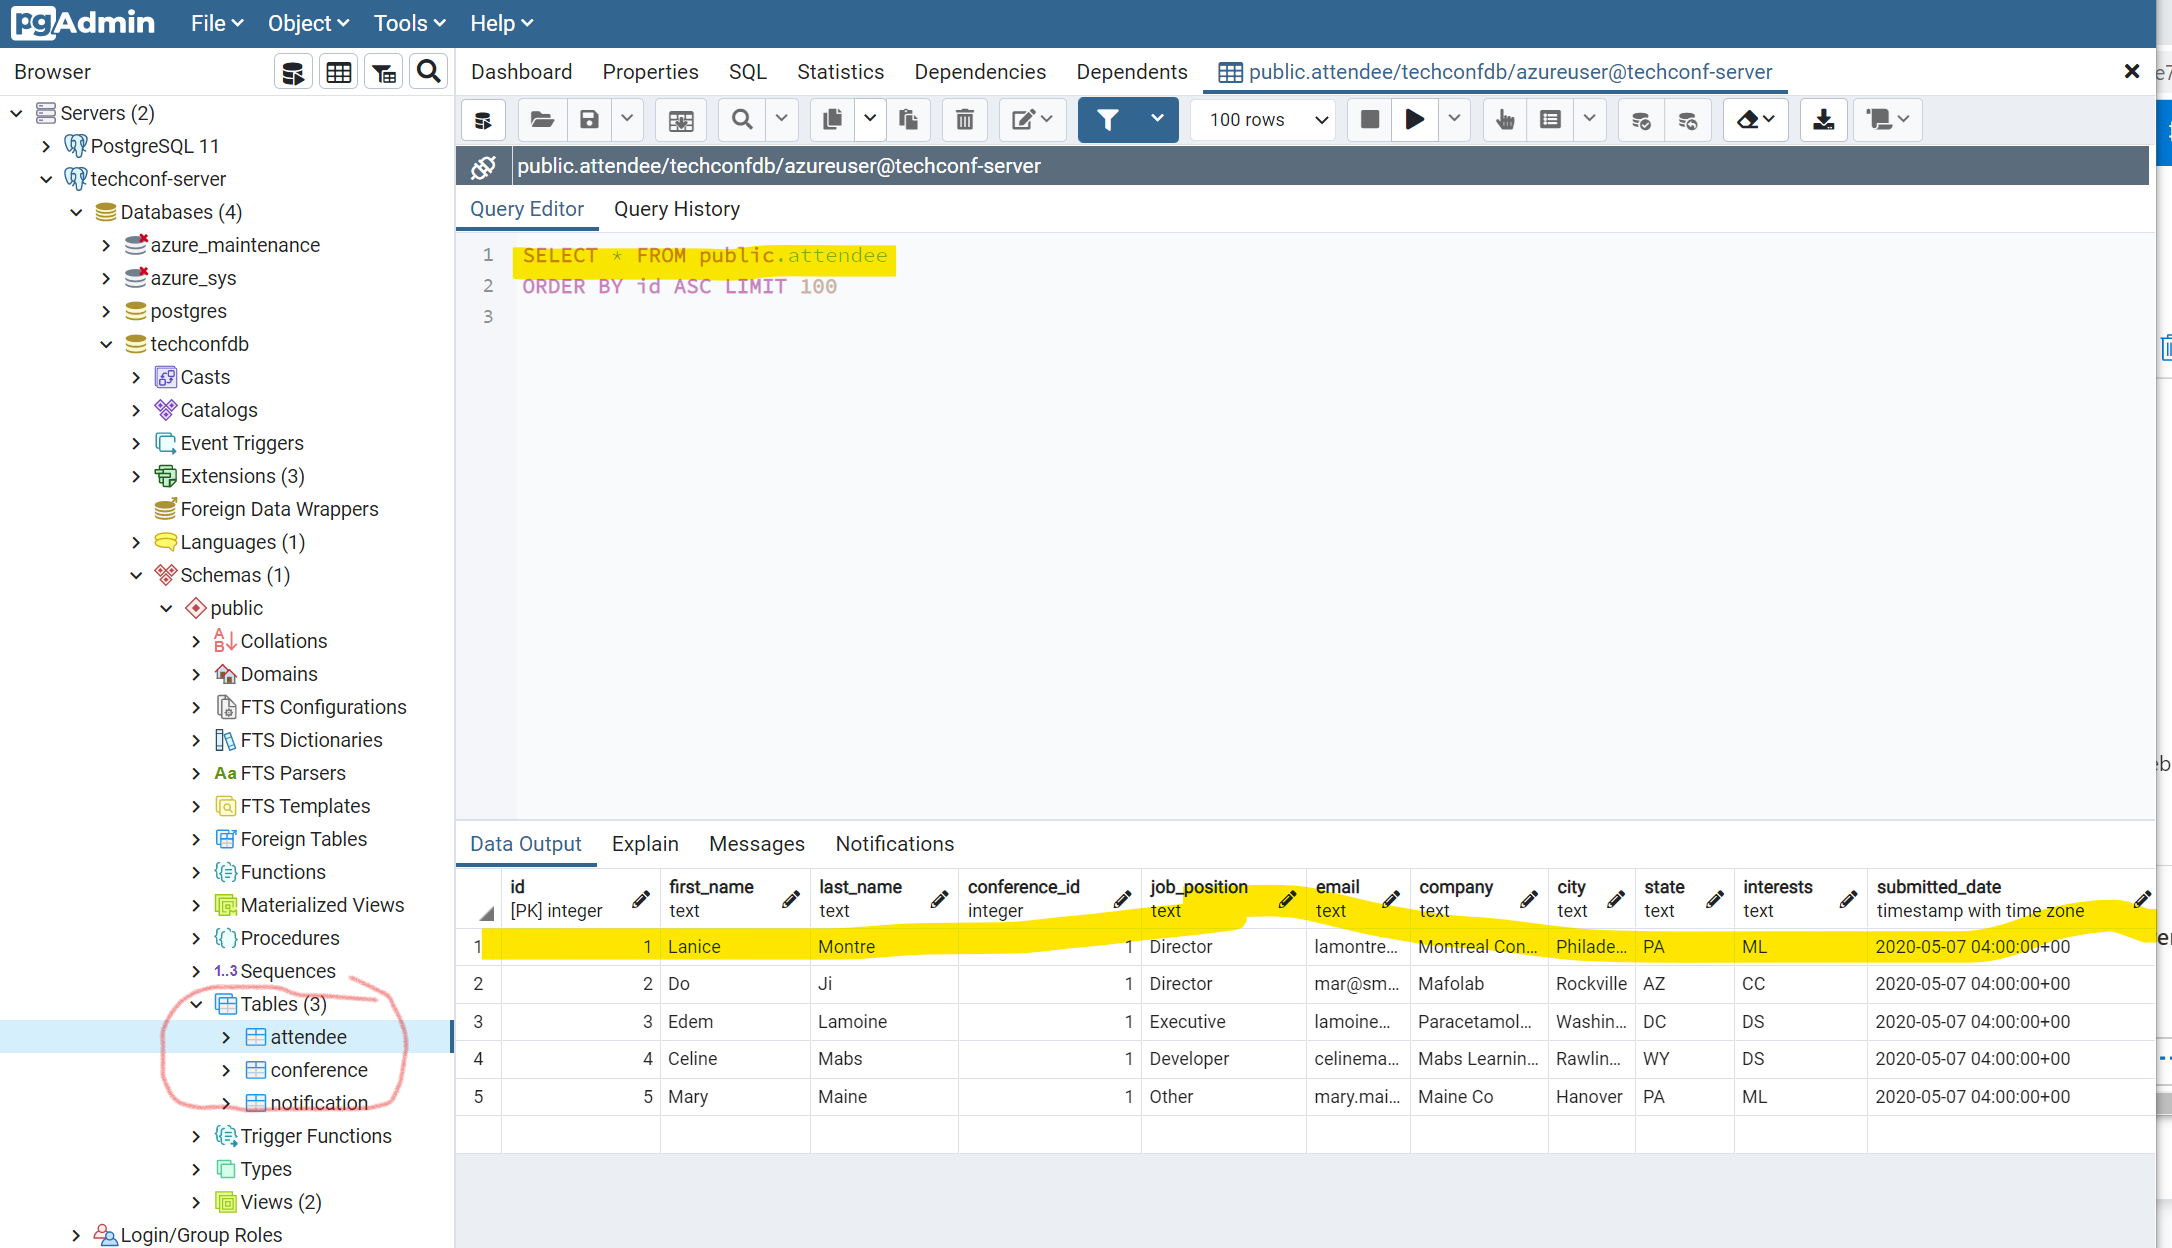 pgAdmin File Object Tools Help
Browser
Dashboard Properties SQL Statistics Dependencies Dependents public.attendee/techconfdb/azureuser@techconf-server
Servers (2)
PostgreSQL 11
techconf-server
Databases (4)
azure_maintenance
azure_sys
postgres
techconfdb
Casts
Catalogs
Event Triggers
Extensions (3)
Foreign Data Wrappers
Languages (1)
Schemas (1)
public
Collations
Domains
FTS Configurations
FTS Dictionaries
Aa FTS Parsers
FTS Templates
Foreign Tables
Functions
Materialized Views
Procedures
1..3 Sequences
Tables (3)
attendee
conference
notification
Trigger Functions
Types
Views (2)
Login/Group Roles
100 rows
public.attendee/techconfdb/azureuser@techconf-server
Query Editor Query History
1 SELECT * FROM public.attendee
2 ORDER BY id ASC LIMIT 100
3
Data Output Explain Messages Notifications
id first_name last_name conference_id job_position email company city state interests submitted_date
[PK] integer text text integer text text text text text text timestamp with time zone
1 1 Lanice Montre 1 Director lamontre... Montreal Con... Philade... PA ML 2020-05-07 04:00:00+00
2 2 Do Ji 1 Director mar@sm... Mafolab Rockville AZ CC 2020-05-07 04:00:00+00
3 3 Edem Lamoine 1 Executive lamoine... Paracetamol... Washin... DC DS 2020-05-07 04:00:00+00
4 4 Celine Mabs 1 Developer celinema... Mabs Learnin... Rawlin... WY DS 2020-05-07 04:00:00+00
5 5 Mary Maine 1 Other mary.mai... Maine Co Hanover PA ML 2020-05-07 04:00:00+00